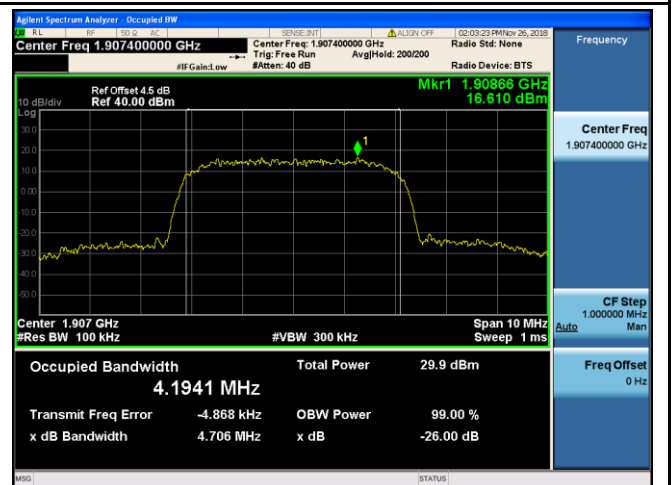 Agilent Spectrum Analyzer - Occupied BW
RL RF 50 Ω AC SENSE:INT ALIGN OFF 02:03:23 PM Nov 26, 2018
Center Freq 1.907400000 GHz Center Freq: 1.907400000 GHz Radio Std: None Frequency
Trig: Free Run Avg|Hold: 200/200
#IFGain:Low #Atten: 40 dB Radio Device: BTS
Ref Offset 4.5 dB Mkr1 1.90866 GHz
10 dB/div Ref 40.00 dBm 16.610 dBm
Log
30.0
20.0
10.0
0.00
-10.0
-20.0
-30.0
-40.0
-50.0
1
Center Freq
1.907400000 GHz
Center 1.907 GHz Span 10 MHz
#Res BW 100 kHz #VBW 300 kHz Sweep 1 ms
CF Step
1.000000 MHz
Auto Man
Occupied Bandwidth Total Power 29.9 dBm
4.1941 MHz
Transmit Freq Error -4.868 kHz OBW Power 99.00 %
x dB Bandwidth 4.706 MHz x dB -26.00 dB
Freq Offset
0 Hz
MSG STATUS